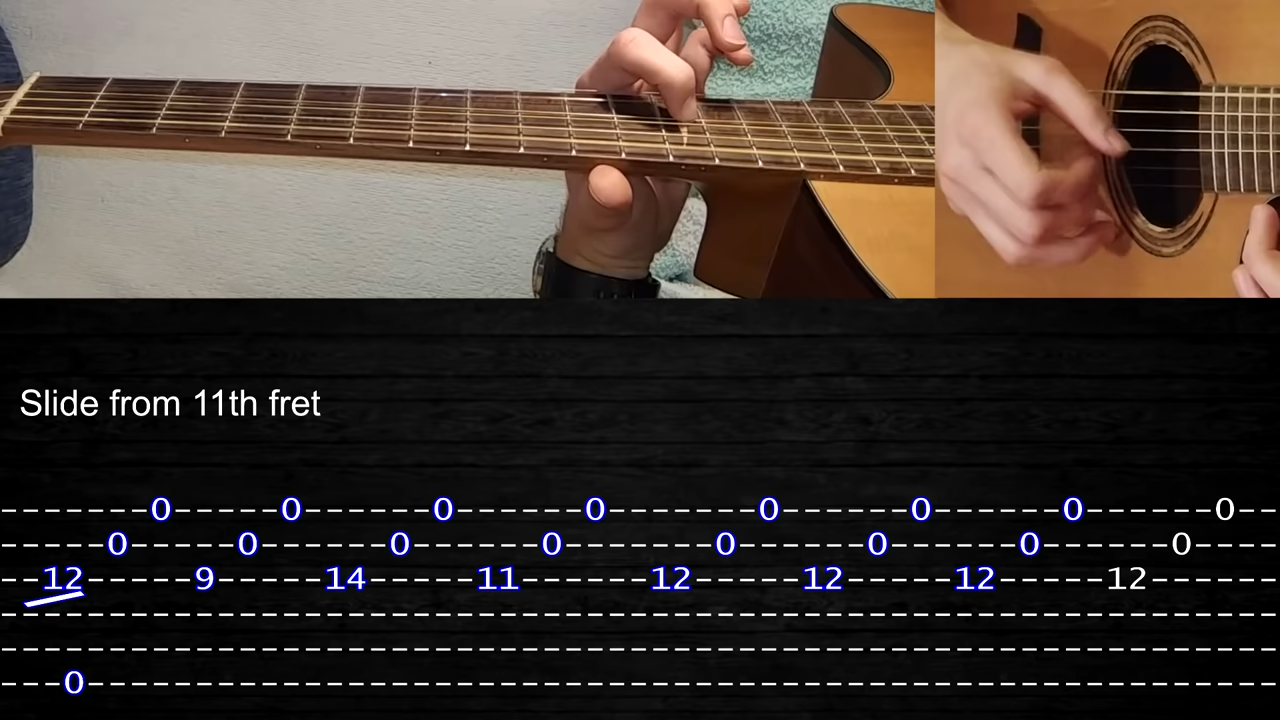 Slide from 11th fret
0 0 0 0 0 0 0 0
0 0 0 0 0 0 0 0
12 9 14 11 12 12 12 12
0